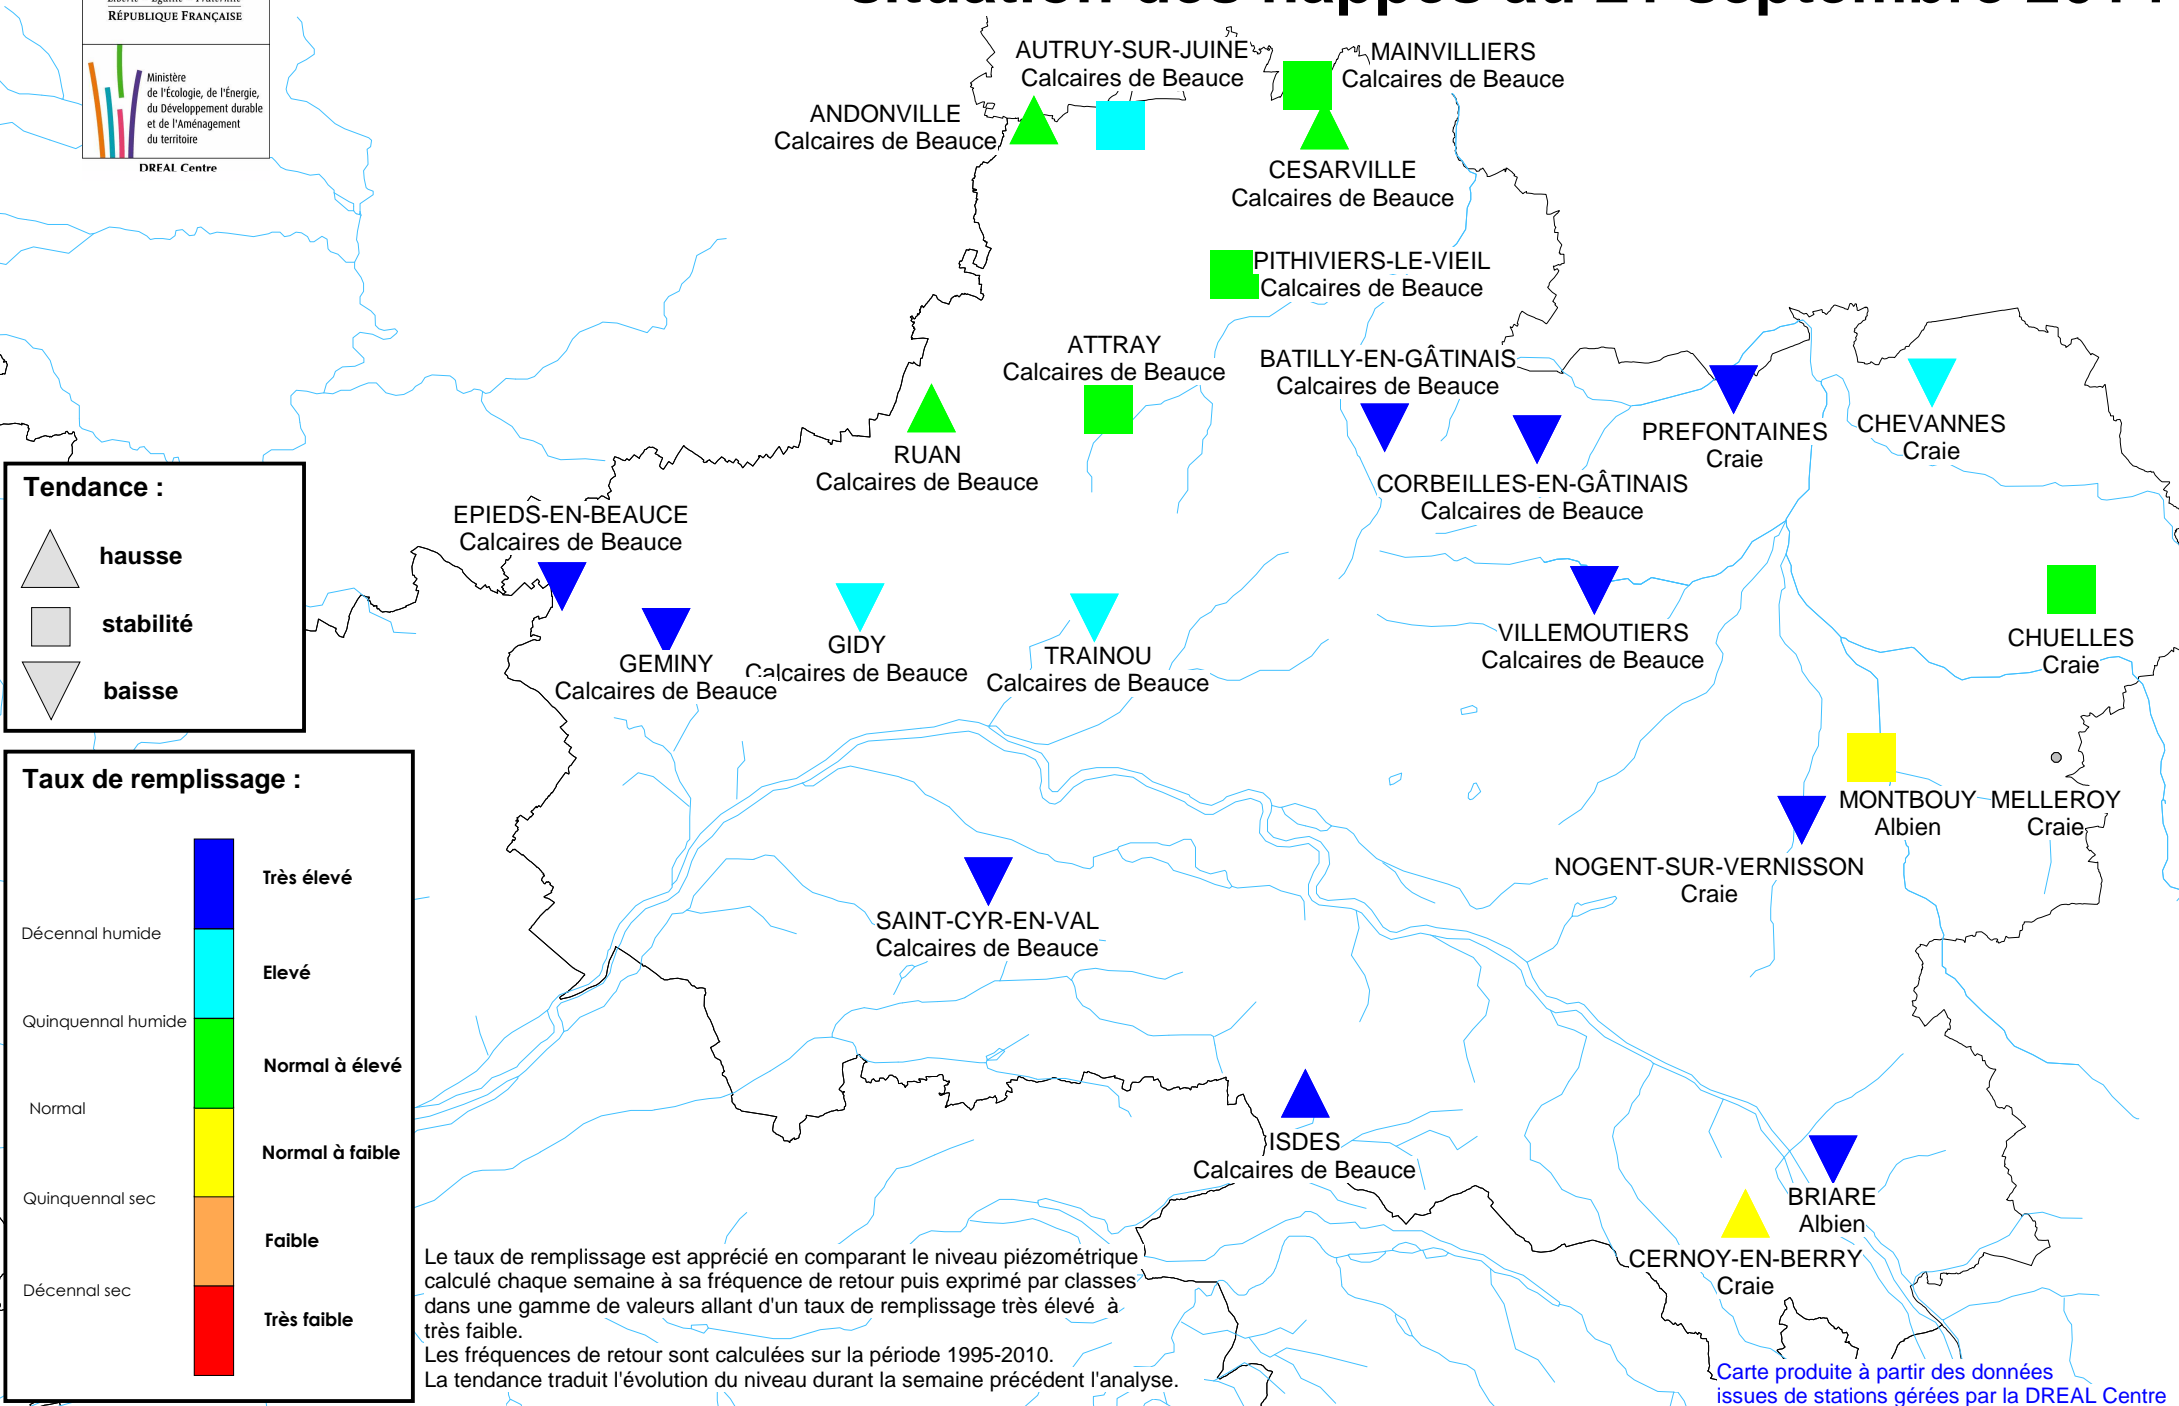 RÉPUBLIQUE FRANÇAISE
Ministère
de l'Écologie, de l'Énergie,
du Développement durable
et de l'Aménagement
du territoire
DREAL Centre
AUTRUY-SUR-JUINE
Calcaires de Beauce
MAINVILLIERS
Calcaires de Beauce
ANDONVILLE
Calcaires de Beauce
CESARVILLE
Calcaires de Beauce
PITHIVIERS-LE-VIEIL
Calcaires de Beauce
ATTRAY
Calcaires de Beauce
BATILLY-EN-GÂTINAIS
Calcaires de Beauce
RUAN
Calcaires de Beauce
CORBEILLES-EN-GÂTINAIS
Calcaires de Beauce
PREFONTAINES
Craie
CHEVANNES
Craie
EPIEDS-EN-BEAUCE
Calcaires de Beauce
GEMINY
Calcaires de Beauce
GIDY
Calcaires de Beauce
TRAINOU
Calcaires de Beauce
VILLEMOUTIERS
Calcaires de Beauce
CHUELLES
Craie
MONTBOUY
Albien
MELLEROY
Craie
NOGENT-SUR-VERNISSON
Craie
SAINT-CYR-EN-VAL
Calcaires de Beauce
ISDES
Calcaires de Beauce
BRIARE
Albien
CERNOY-EN-BERRY
Craie
Tendance :
hausse
stabilité
baisse
Taux de remplissage :
Très élevé
Décennal humide
Elevé
Quinquennal humide
Normal à élevé
Normal
Normal à faible
Quinquennal sec
Faible
Décennal sec
Très faible
Le taux de remplissage est apprécié en comparant le niveau piézométrique
calculé chaque semaine à sa fréquence de retour puis exprimé par classes
dans une gamme de valeurs allant d'un taux de remplissage très élevé à
très faible.
Les fréquences de retour sont calculées sur la période 1995-2010.
La tendance traduit l'évolution du niveau durant la semaine précédent l'analyse.
Carte produite à partir des données
issues de stations gérées par la DREAL Centre